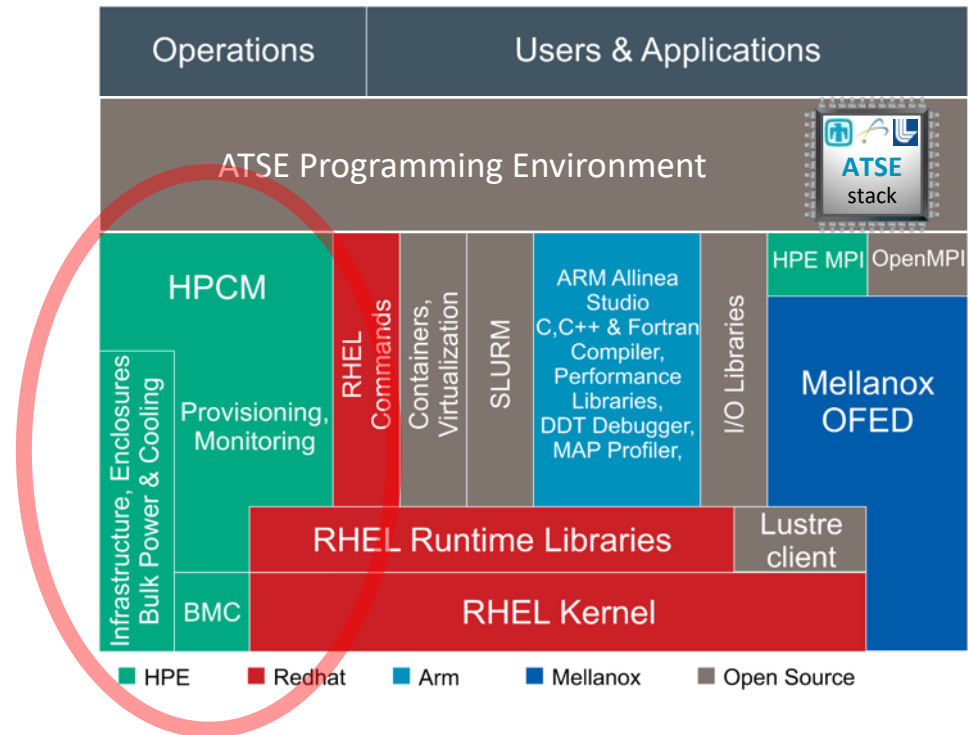 Operations
Users & Applications
ATSE Programming Environment
ATSE
stack
HPCM
Infrastructure, Enclosures
Bulk Power & Cooling
Provisioning,
Monitoring
BMC
RHEL
Commands
Containers,
Virtualization
SLURM
ARM Allinea
Studio
C,C++ & Fortran
Compiler,
Performance
Libraries,
DDT Debugger,
MAP Profiler,
I/O Libraries
HPE MPI
OpenMPI
Mellanox
OFED
RHEL Runtime Libraries
Lustre
client
RHEL Kernel
HPE
Redhat
Arm
Mellanox
Open Source